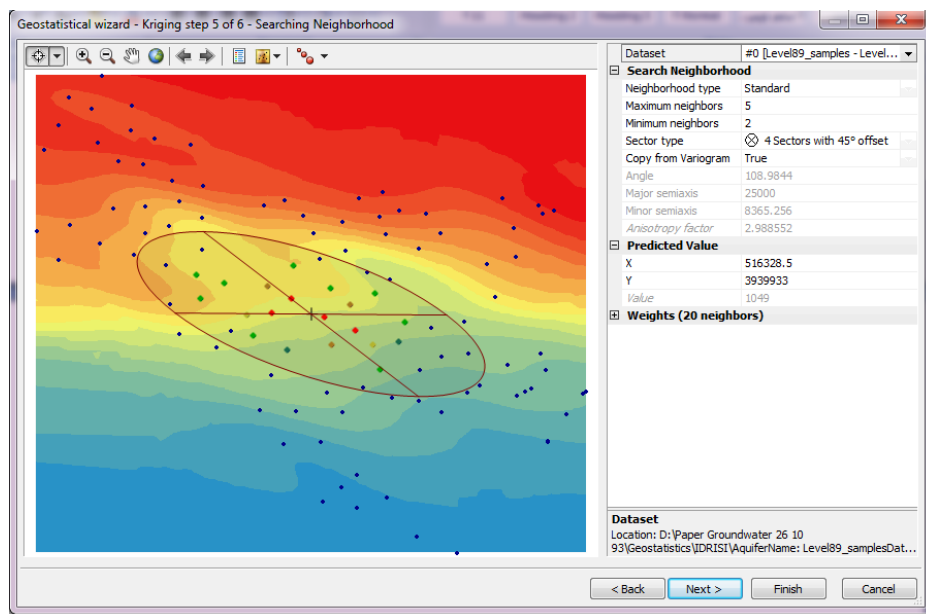 Geostatistical wizard - Kriging step 5 of 6 - Searching Neighborhood
Dataset #0 [Level89_samples - Level...
Search Neighborhood
Neighborhood type Standard
Maximum neighbors 5
Minimum neighbors 2
Sector type 4 Sectors with 45° offset
Copy from Variogram True
Angle 108.9844
Major semiaxis 25000
Minor semiaxis 8365.256
Anisotropy factor 2.988552
Predicted Value
X 516328.5
Y 3939933
Value 1049
Weights (20 neighbors)
Dataset
Location: D:\Paper Groundwater 26 10
93\Geostatistics\IDRISI\AquiferName: Level89_samplesDat...
< Back Next > Finish Cancel